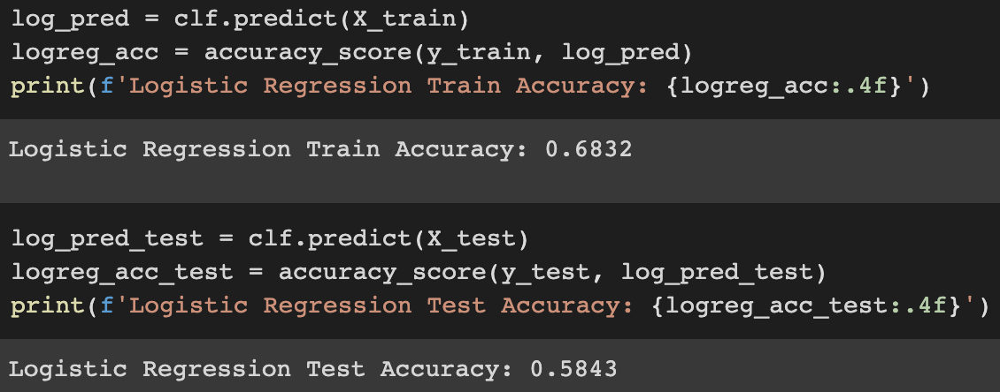 log_pred = clf.predict(X_train)
logreg_acc = accuracy_score(y_train, log_pred)
print(f'Logistic Regression Train Accuracy: {logreg_acc:.4f}')
Logistic Regression Train Accuracy: 0.6832
log_pred_test = clf.predict(X_test)
logreg_acc_test = accuracy_score(y_test, log_pred_test)
print(f'Logistic Regression Test Accuracy: {logreg_acc_test:.4f}')
Logistic Regression Test Accuracy: 0.5843